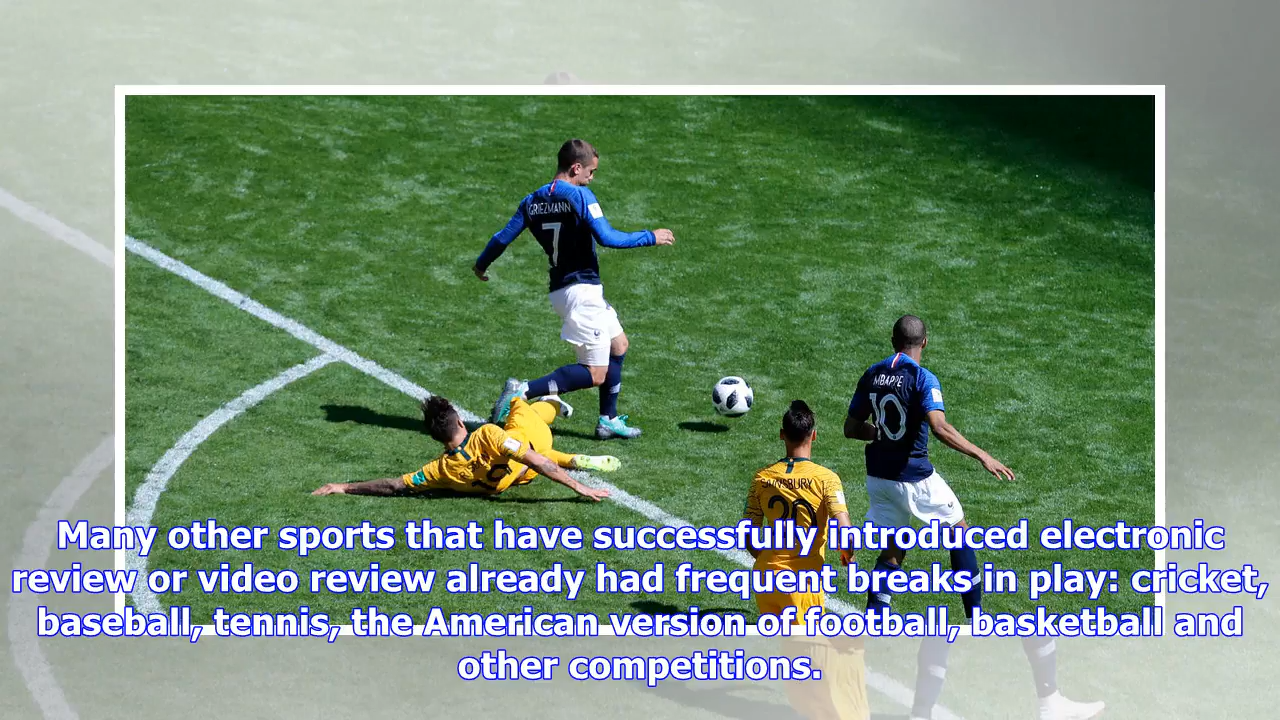 GRIEZMANN
7
MBAPPE
10
SAINSBURY
20
Many other sports that have successfully introduced electronic
review or video review already had frequent breaks in play: cricket,
baseball, tennis, the American version of football, basketball and
other competitions.